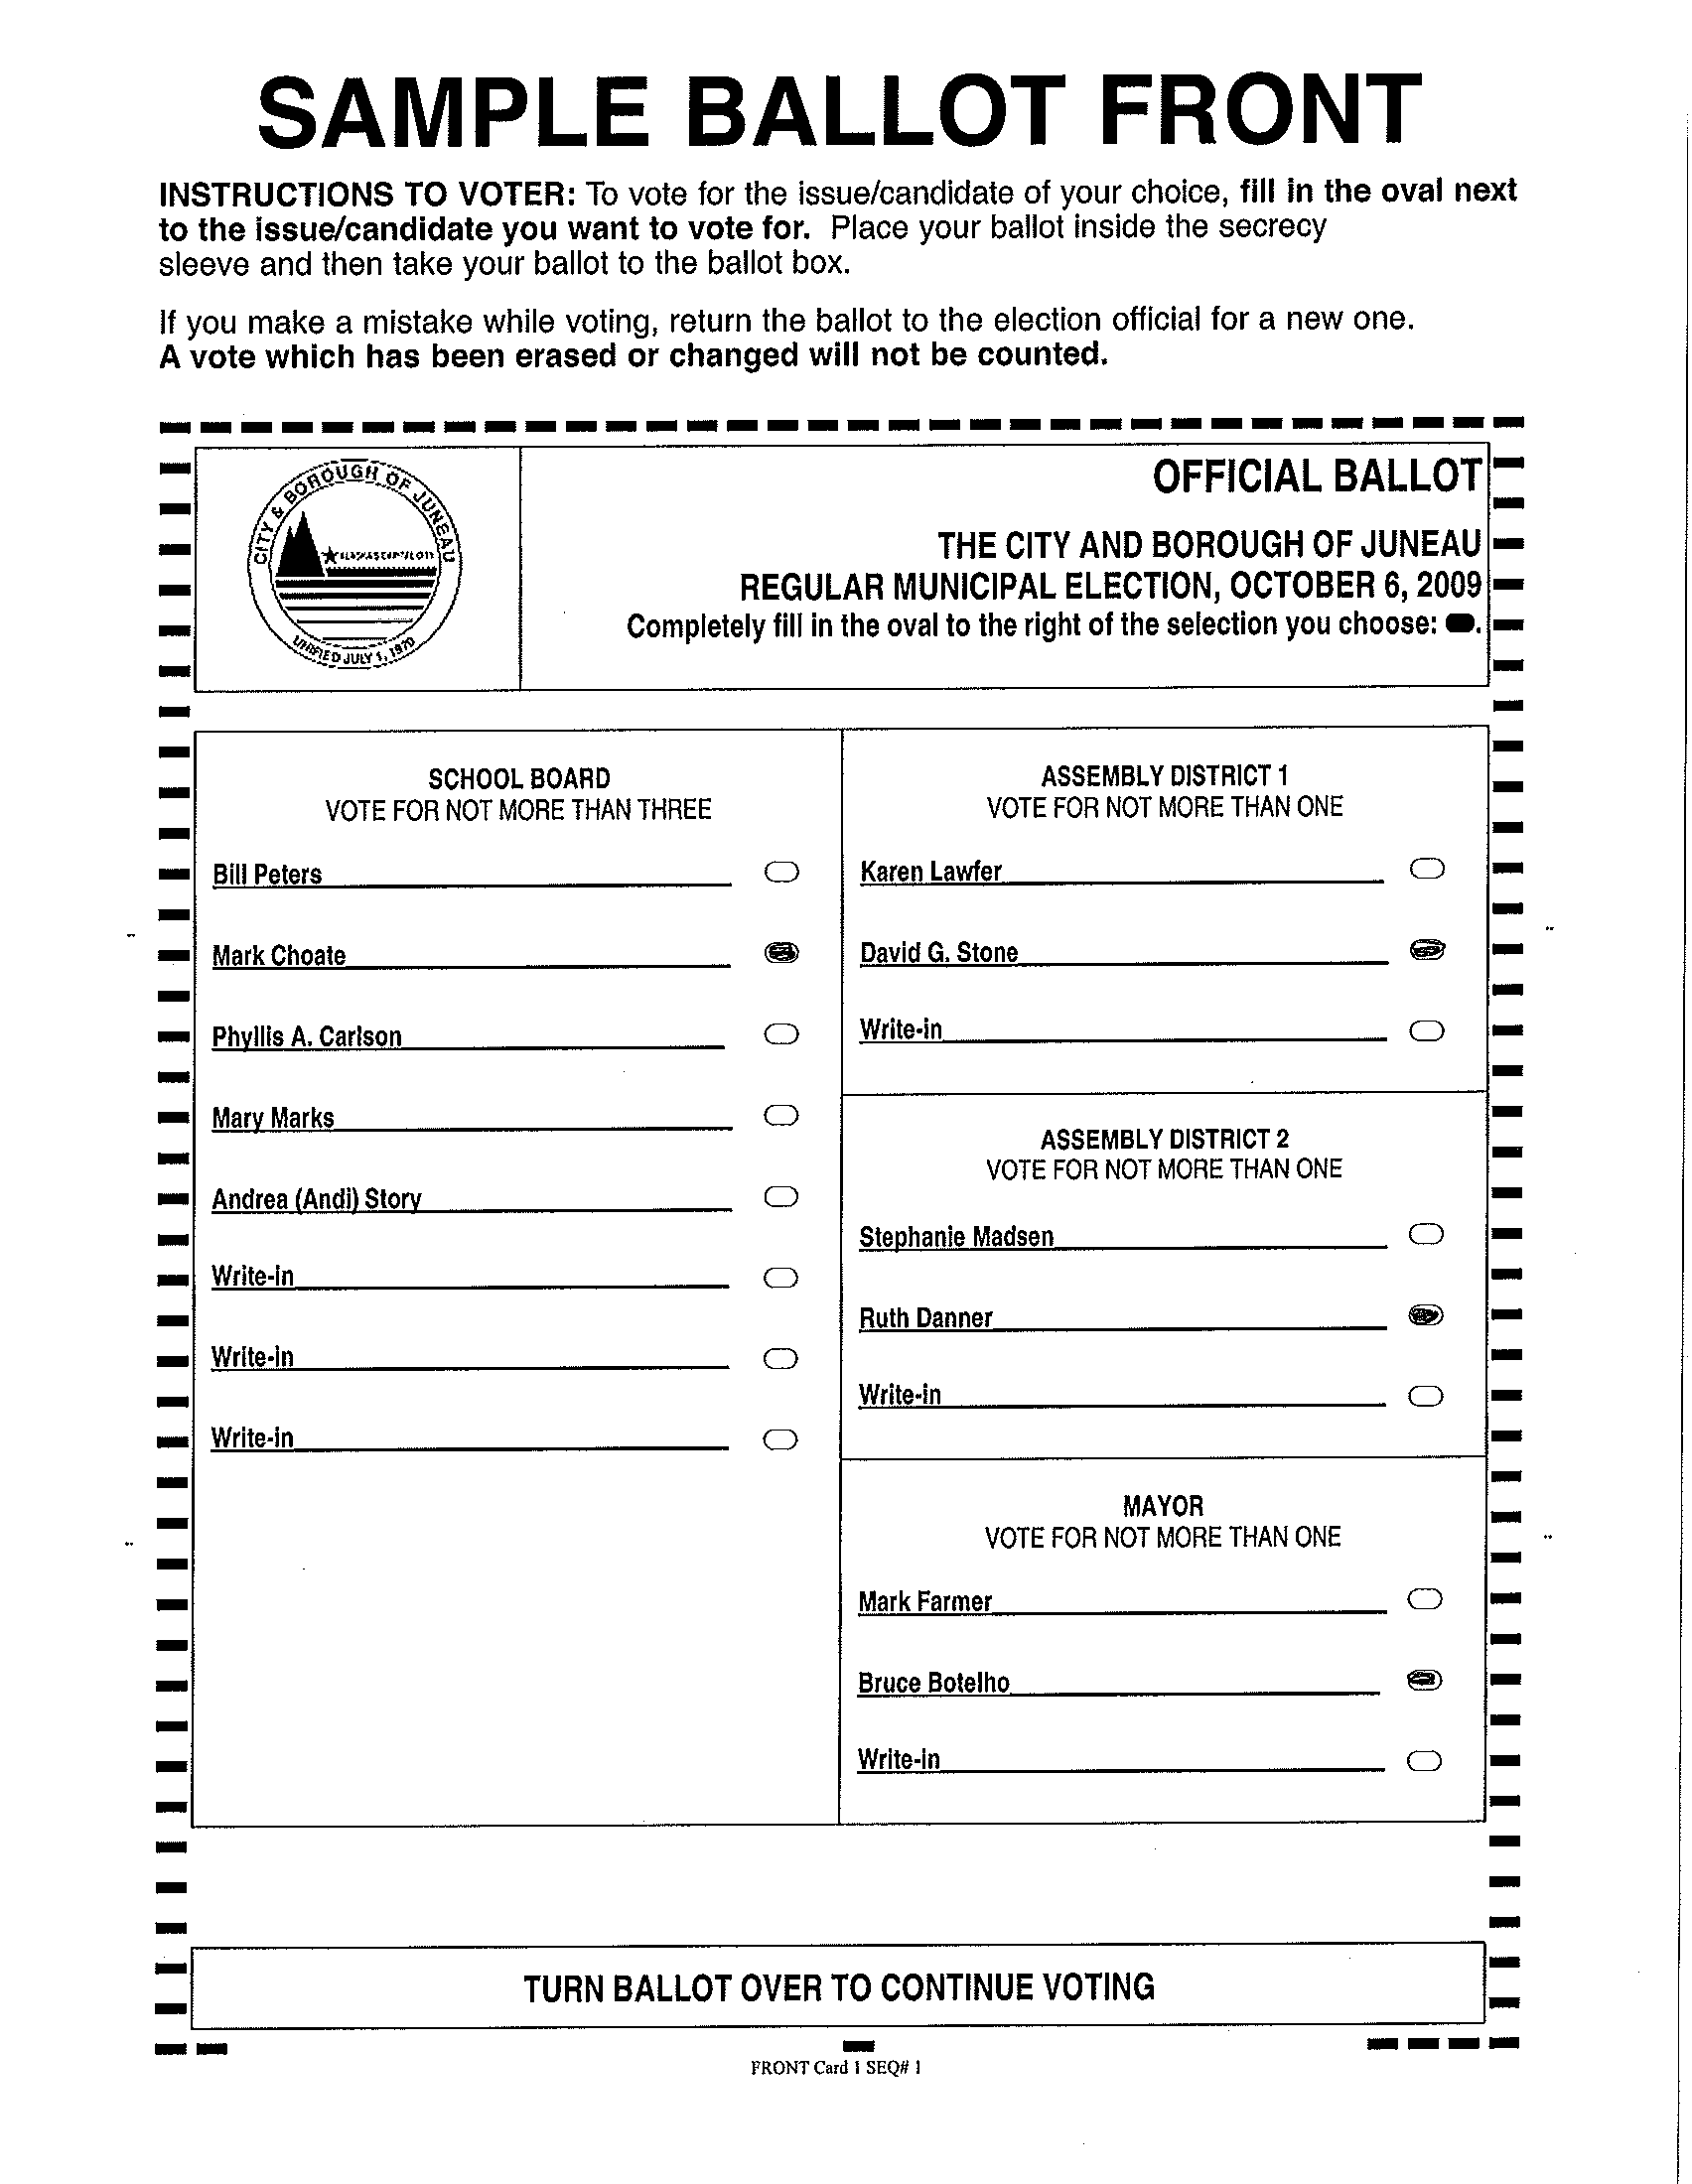 SAMPLE BALLOT FRONT
INSTRUCTIONS TO VOTER: To vote for the issue/candidate of your choice, fill in the oval next
to the issue/candidate you want to vote for. Place your ballot inside the secrecy
sleeve and then take your ballot to the ballot box.
If you make a mistake while voting, return the ballot to the election official for a new one.
A vote which has been erased or changed will not be counted.
CITY & BOROUGH OF JUNEAU
UNIFIED JULY 1, 1970
OFFICIAL BALLOT
THE CITY AND BOROUGH OF JUNEAU
REGULAR MUNICIPAL ELECTION, OCTOBER 6, 2009
Completely fill in the oval to the right of the selection you choose: .
SCHOOL BOARD
VOTE FOR NOT MORE THAN THREE
Bill Peters
Mark Choate
Phyllis A. Carlson
Mary Marks
Andrea (Andi) Story
Write-in
Write-in
Write-in
ASSEMBLY DISTRICT 1
VOTE FOR NOT MORE THAN ONE
Karen Lawfer
David G. Stone
Write-in
ASSEMBLY DISTRICT 2
VOTE FOR NOT MORE THAN ONE
Stephanie Madsen
Ruth Danner
Write-in
MAYOR
VOTE FOR NOT MORE THAN ONE
Mark Farmer
Bruce Botelho
Write-in
TURN BALLOT OVER TO CONTINUE VOTING
FRONT Card 1 SEQ# 1